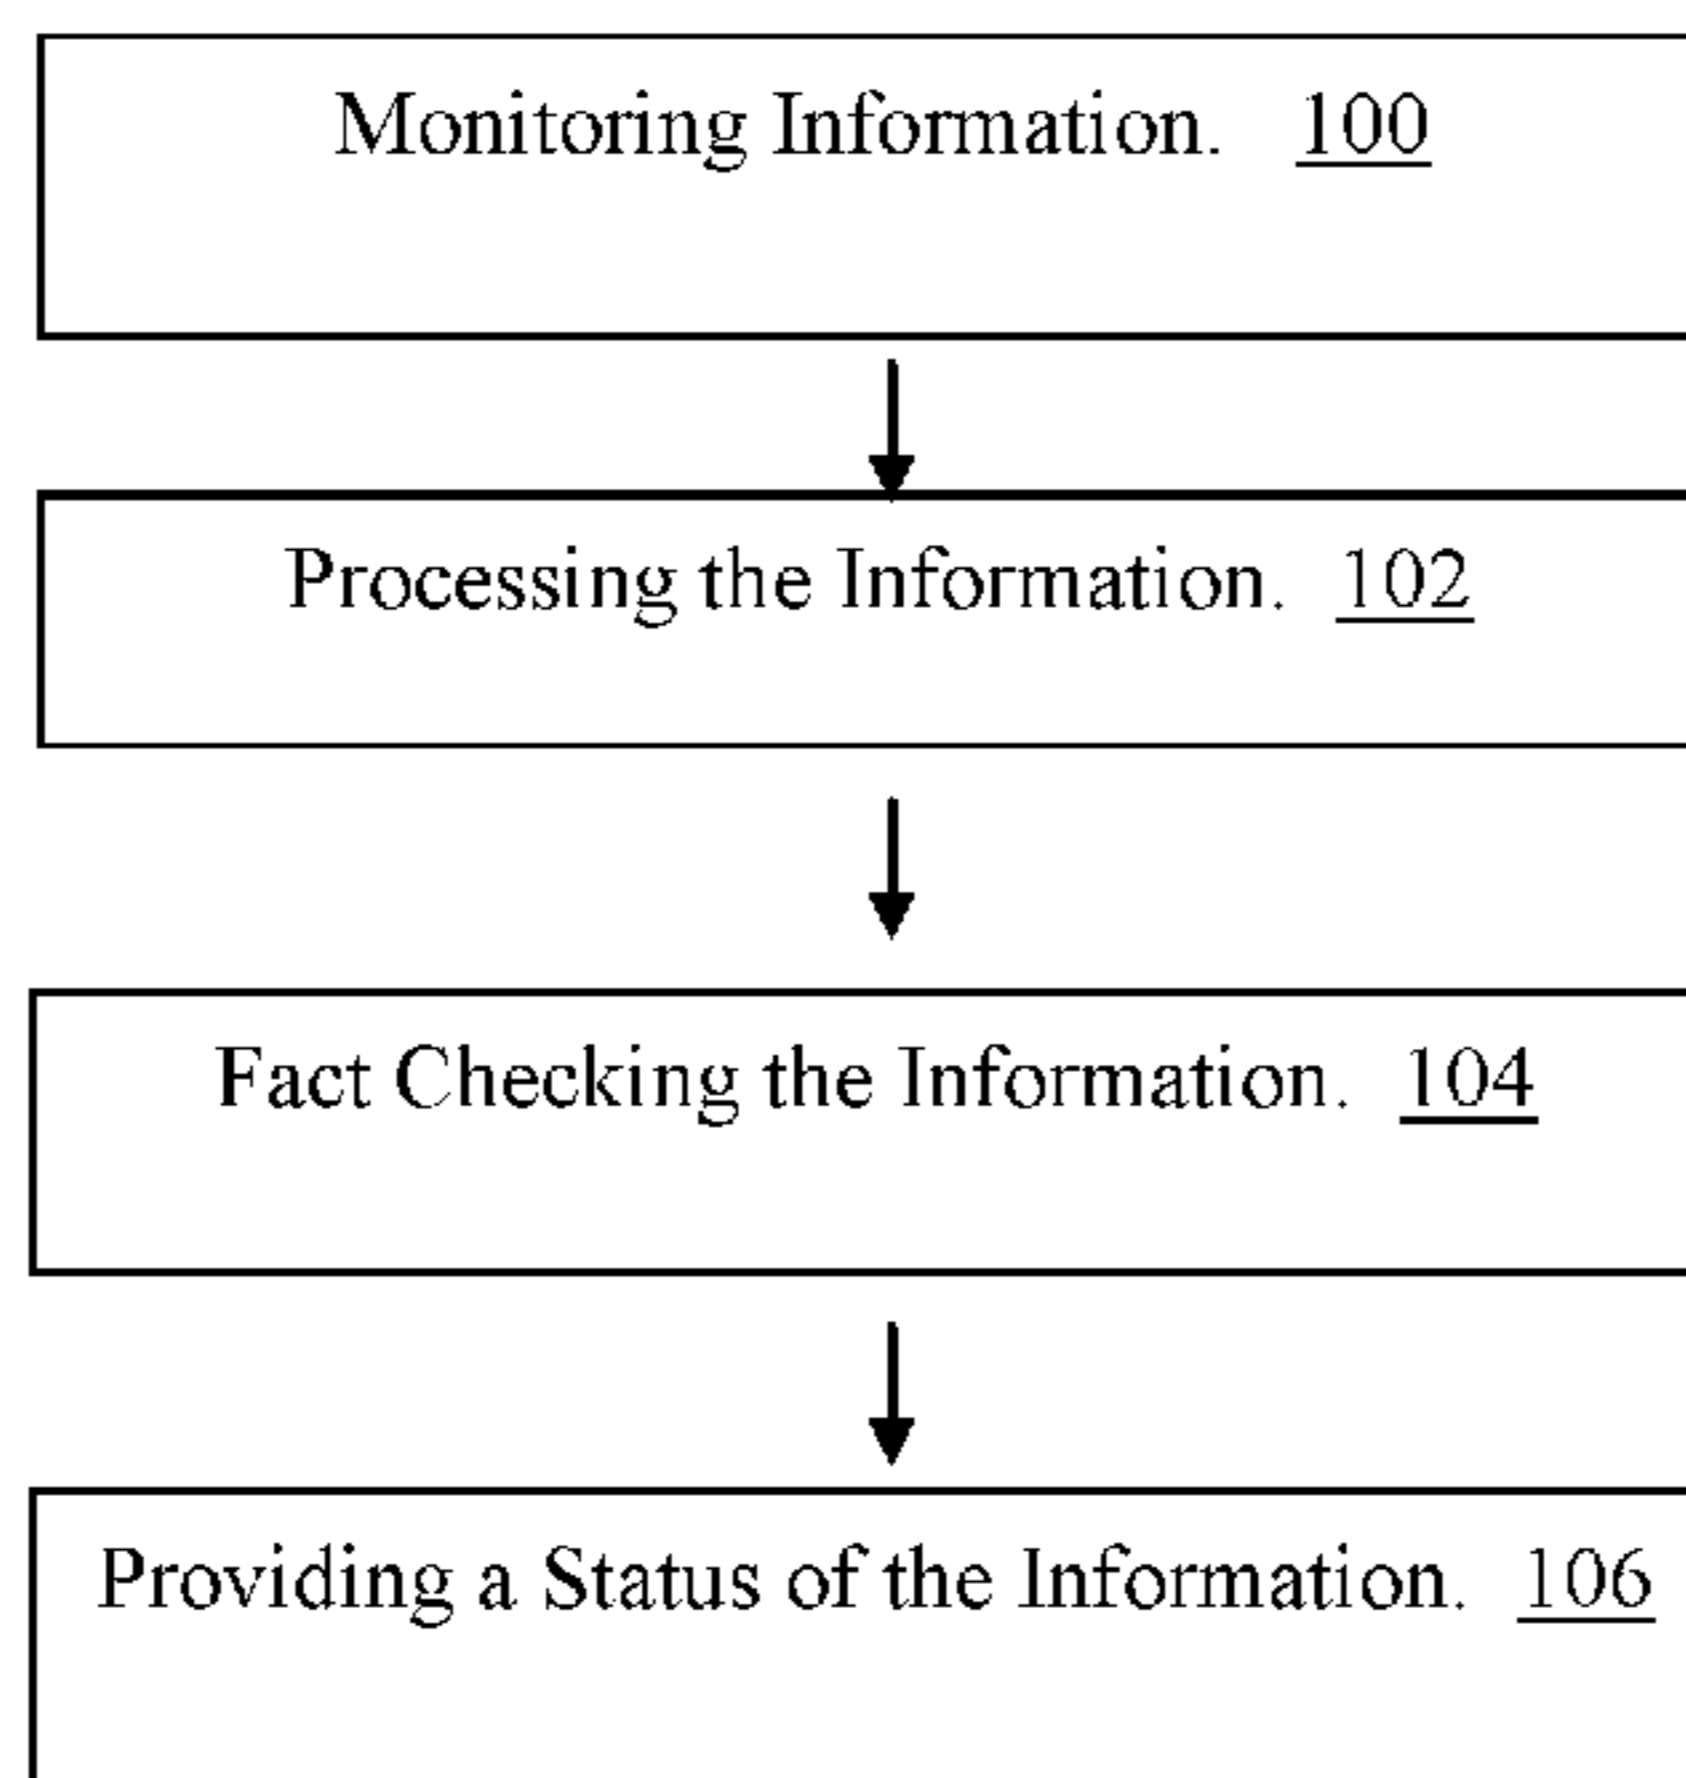 Monitoring Information. 100
Processing the Information. 102
Fact Checking the Information. 104
Providing a Status of the Information. 106